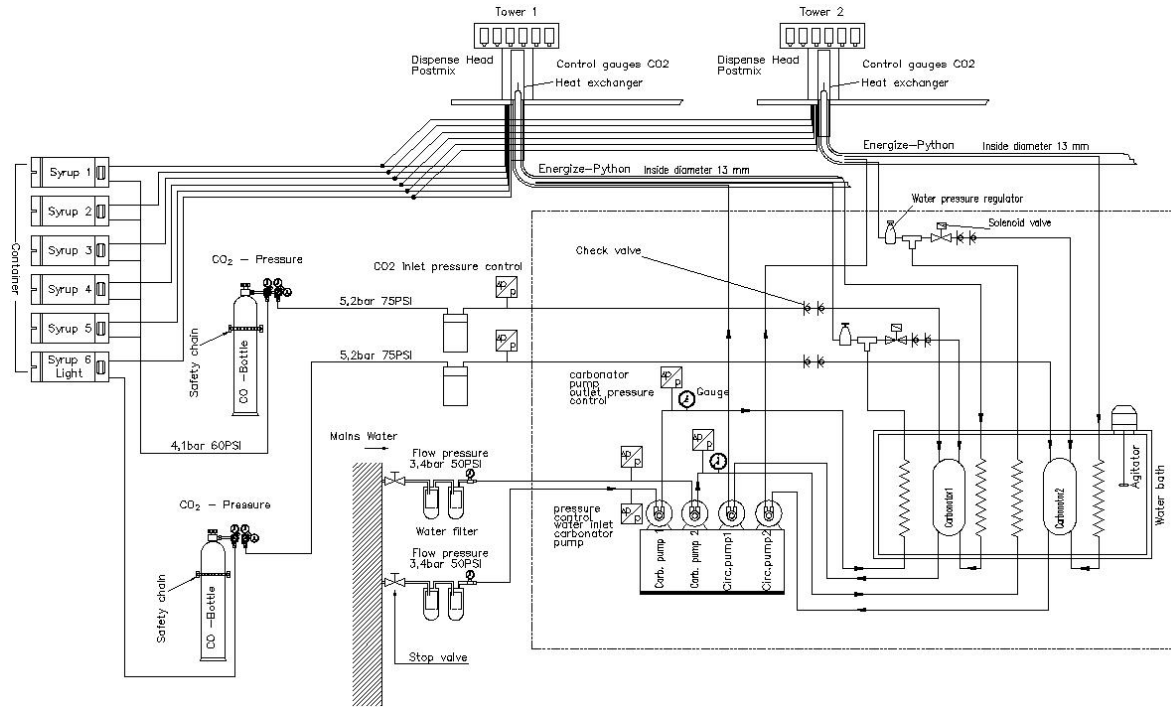 Tower 1
Tower 2
Dispense Head
Postmix
Control gauges CO2
Heat exchanger
Dispense Head
Postmix
Control gauges CO2
Heat exchanger
Energize-Python
Inside diameter 13 mm
Energize-Python
Inside diameter 13 mm
Container
Syrup 1
Syrup 2
Syrup 3
Syrup 4
Syrup 5
Syrup 6
Light
Water pressure regulator
Solenoid valve
Check valve
CO₂ - Pressure
CO2 Inlet pressure control
ΔP
P
5,2bar 75PSI
ΔP
P
5,2bar 75PSI
Safety chain
CO -Bottle
4,1bar 60PSI
carbonator
pump
outlet pressure
control
ΔP
P
Gauge
ΔP
P
Mains Water
Flow pressure
3,4bar 50PSI
Water filter
ΔP
P
ΔP
P
pressure
control
water inlet
carbonator
pump
Carb. pump 1
Carb. pump 2
Circ.pump1
Circ.pump2
Carbonator1
Carbonator2
Agitator
Water bath
CO₂ - Pressure
Safety chain
CO -Bottle
Flow pressure
3,4bar 50PSI
Stop valve